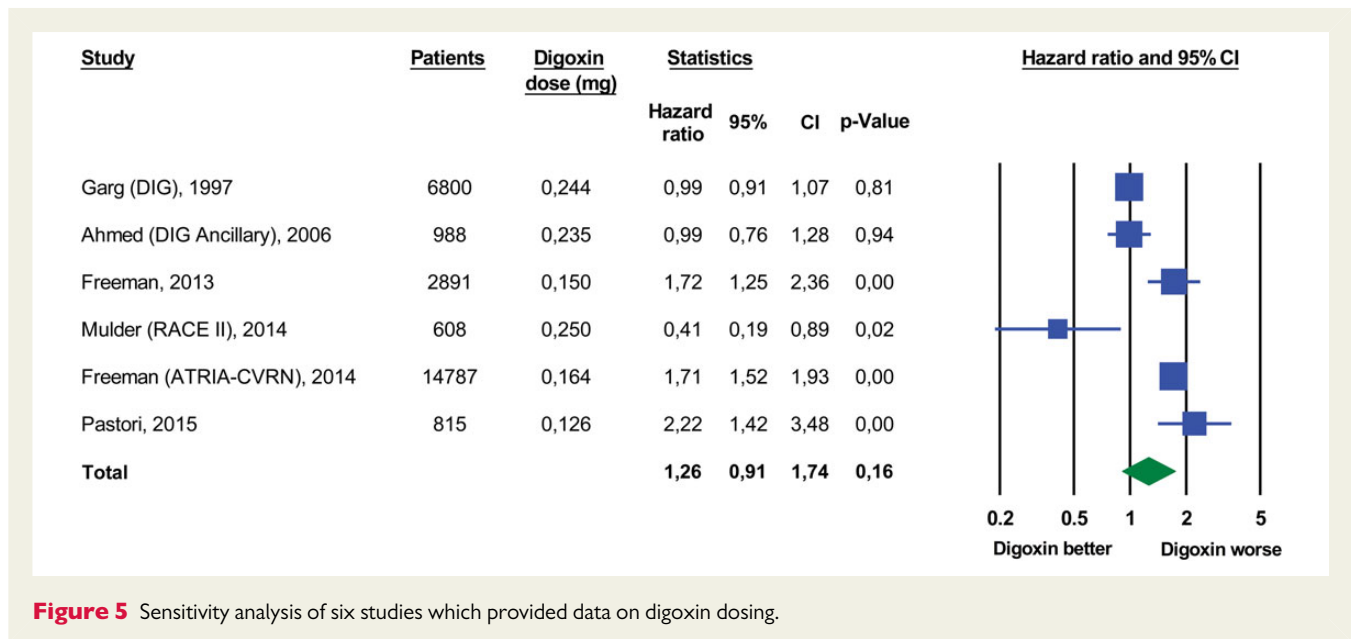 Study Patients Digoxin dose (mg) Statistics Hazard ratio and 95% CI
Hazard ratio 95% CI p-Value
Garg (DIG), 1997 6800 0,244 0,99 0,91 1,07 0,81
Ahmed (DIG Ancillary), 2006 988 0,235 0,99 0,76 1,28 0,94
Freeman, 2013 2891 0,150 1,72 1,25 2,36 0,00
Mulder (RACE II), 2014 608 0,250 0,41 0,19 0,89 0,02
Freeman (ATRIA-CVRN), 2014 14787 0,164 1,71 1,52 1,93 0,00
Pastori, 2015 815 0,126 2,22 1,42 3,48 0,00
Total 1,26 0,91 1,74 0,16
0.2 0.5 1 2 5
Digoxin better Digoxin worse
Figure 5 Sensitivity analysis of six studies which provided data on digoxin dosing.